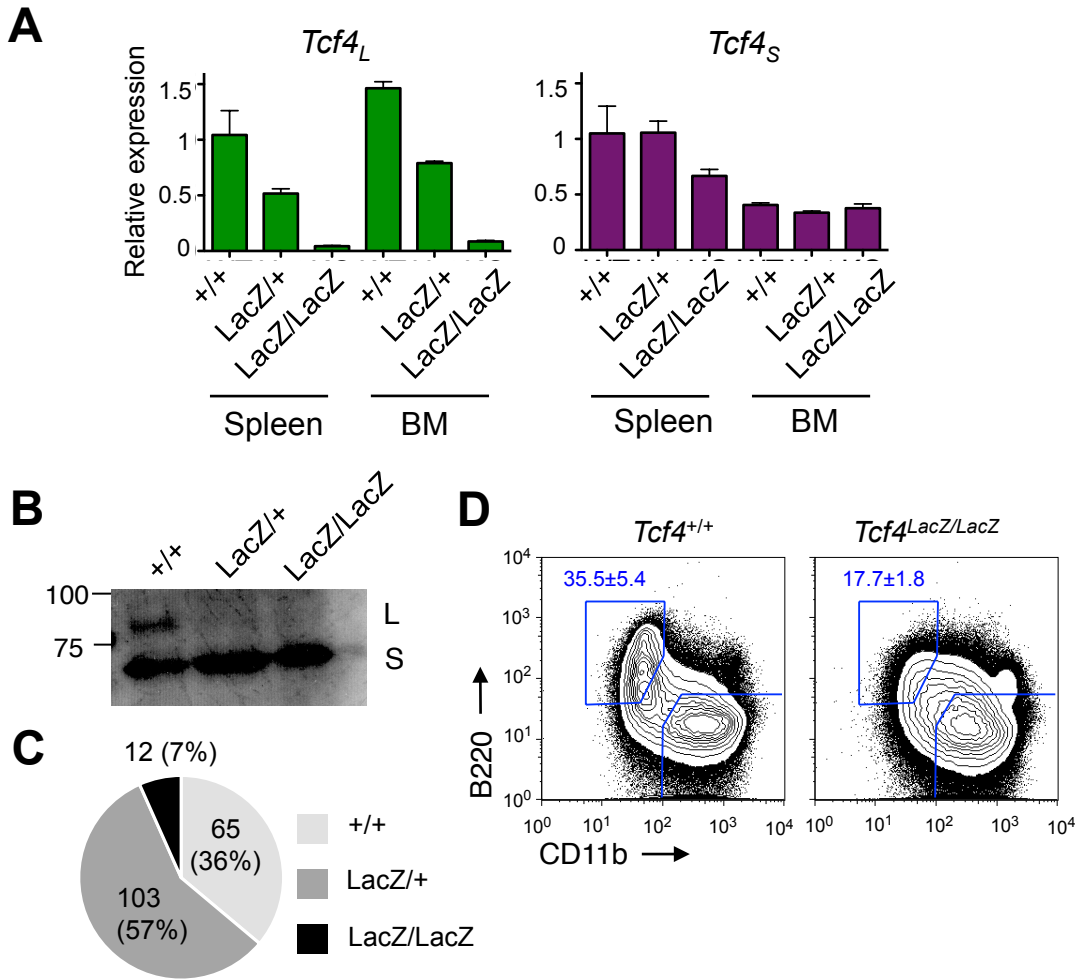 A
Tcf4L
Tcf4S
Relative expression
1.5
1
0.5
0
+/+
LacZ/+
LacZ/LacZ
+/+
LacZ/+
LacZ/LacZ
Spleen
BM
1.5
1
0.5
0
+/+
LacZ/+
LacZ/LacZ
+/+
LacZ/+
LacZ/LacZ
Spleen
BM
B
+/+
LacZ/+
LacZ/LacZ
100
75
L
S
C
12 (7%)
65
(36%)
103
(57%)
+/+
LacZ/+
LacZ/LacZ
D
Tcf4+/+
Tcf4LacZ/LacZ
35.5±5.4
17.7±1.8
10⁴
10³
10²
10¹
10⁰
B220
10⁰ 10¹ 10² 10³ 10⁴
10⁰ 10¹ 10² 10³ 10⁴
CD11b